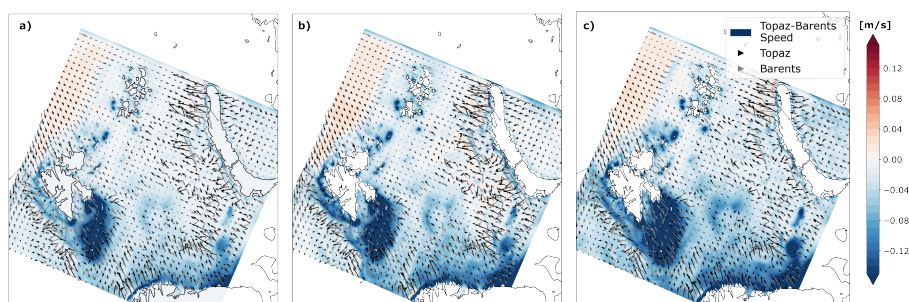 a)
b)
c)
Topaz-Barents
Speed
Topaz
Barents
[m/s]
0.12
0.08
0.04
0.00
−0.04
−0.08
−0.12